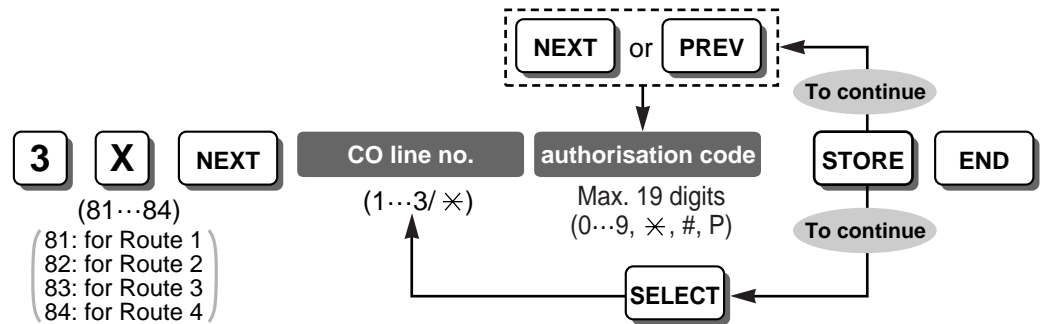 NEXT or PREV
To continue
3 X NEXT CO line no. authorisation code STORE END
(81···84)
81: for Route 1
82: for Route 2
83: for Route 3
84: for Route 4
(1···3/ ✳)
Max. 19 digits
(0···9, ✳, #, P)
To continue
SELECT